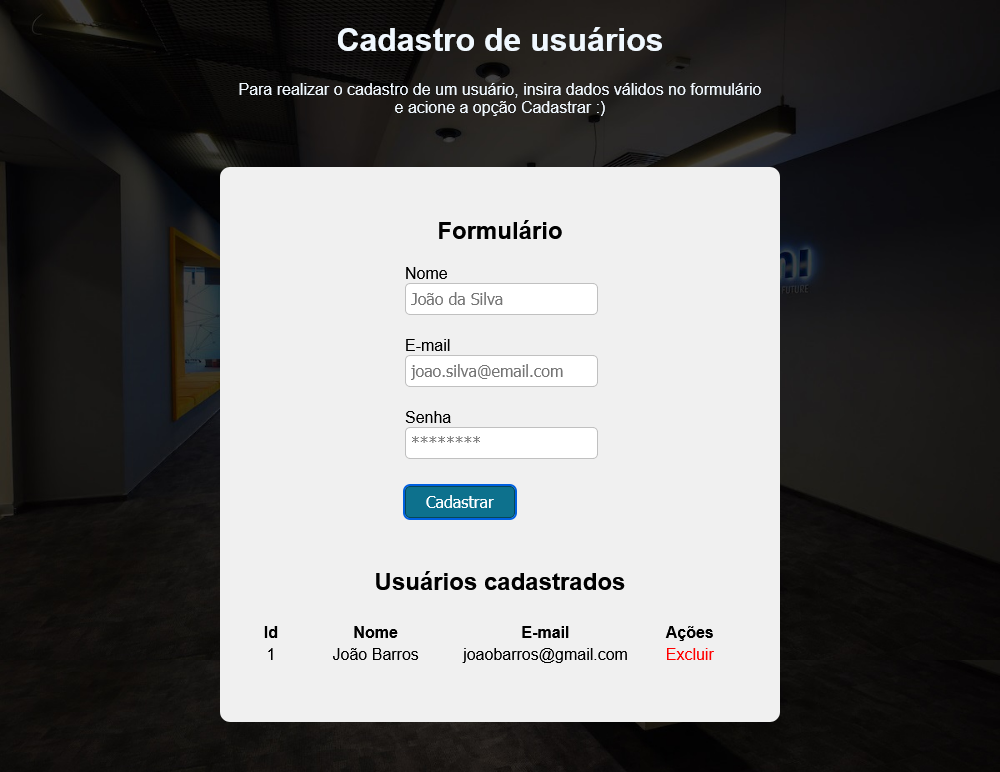 Cadastro de usuários
Para realizar o cadastro de um usuário, insira dados válidos no formulário
e acione a opção Cadastrar :)
Formulário
Nome
João da Silva
E-mail
joao.silva@email.com
Senha
********
Cadastrar
Usuários cadastrados
Id Nome E-mail Ações
1 João Barros joaobarros@gmail.com Excluir